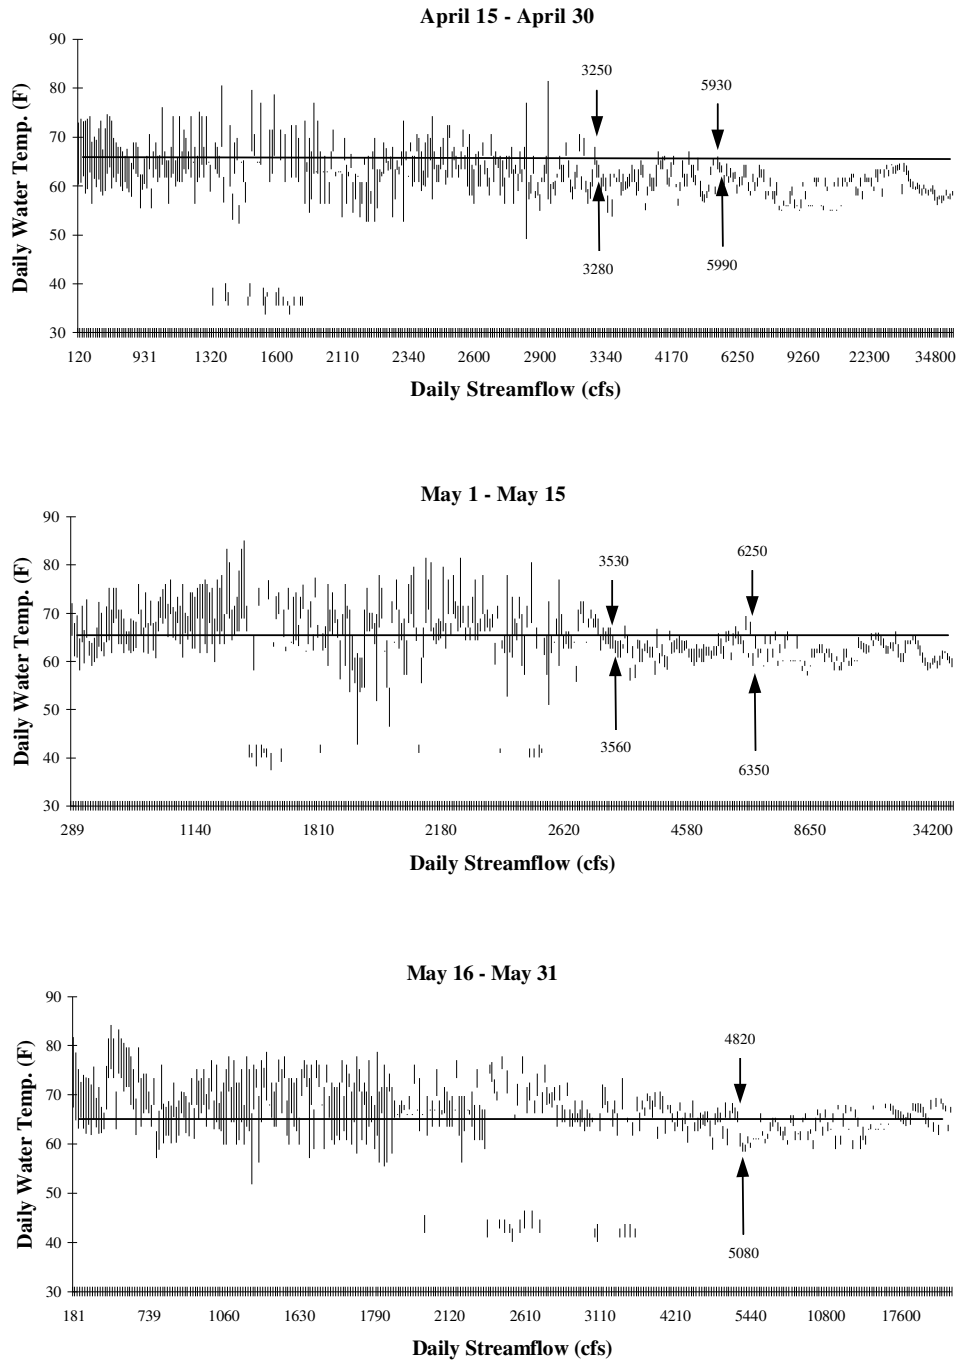 April 15 - April 30
Daily Water Temp. (F)
90
80
70
60
50
40
30
3250
5930
3280
5990
120 931 1320 1600 2110 2340 2600 2900 3340 4170 6250 9260 22300 34800
Daily Streamflow (cfs)
May 1 - May 15
Daily Water Temp. (F)
90
80
70
60
50
40
30
3530
6250
3560
6350
289 1140 1810 2180 2620 4580 8650 34200
Daily Streamflow (cfs)
May 16 - May 31
Daily Water Temp. (F)
90
80
70
60
50
40
30
4820
5080
181 739 1060 1630 1790 2120 2610 3110 4210 5440 10800 17600
Daily Streamflow (cfs)